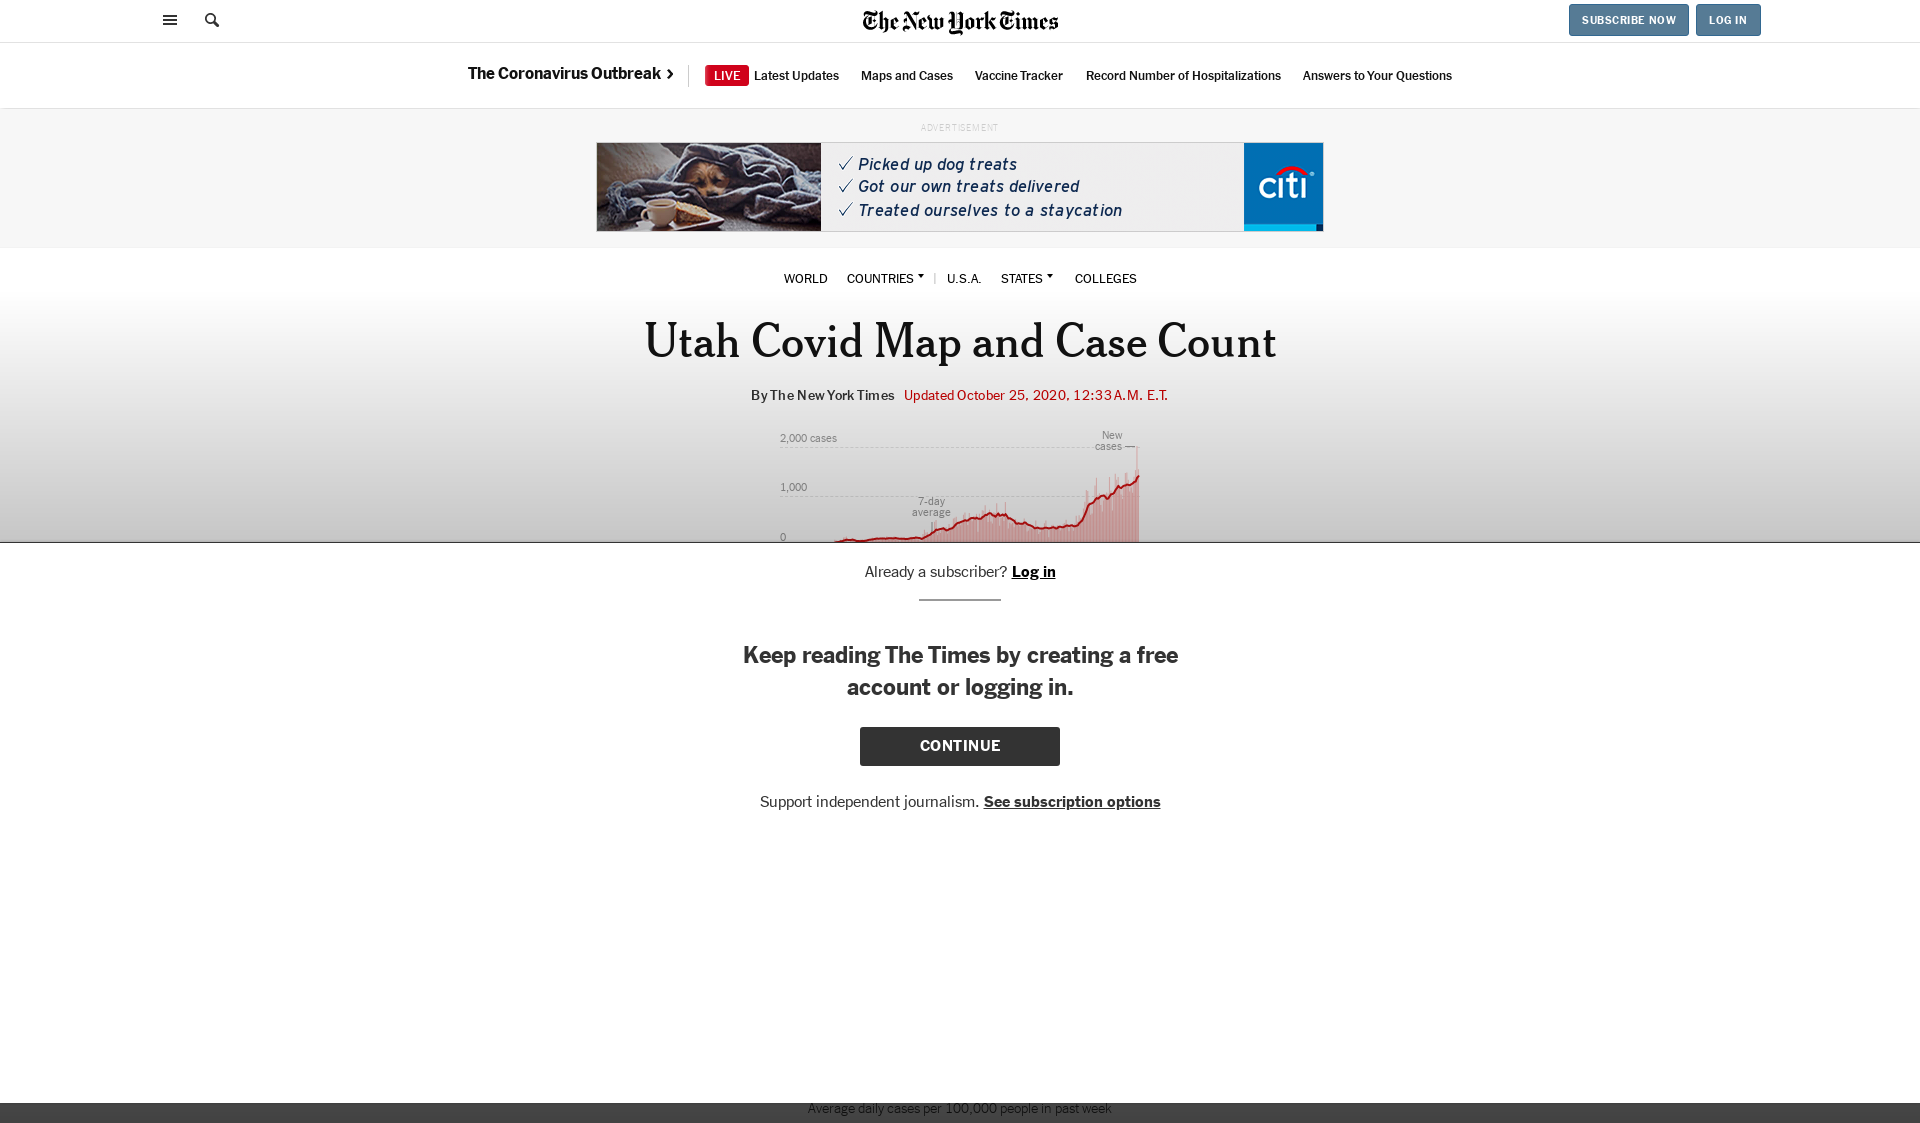 The New York Times
SUBSCRIBE NOW
LOG IN
The Coronavirus Outbreak ›
LIVE Latest Updates
Maps and Cases
Vaccine Tracker
Record Number of Hospitalizations
Answers to Your Questions
ADVERTISEMENT
✓ Picked up dog treats
✓ Got our own treats delivered
✓ Treated ourselves to a staycation
citi®
WORLD
COUNTRIES
U.S.A.
STATES
COLLEGES
Utah Covid Map and Case Count
By The New York Times Updated October 25, 2020, 12:33 A.M. E.T.
2,000 cases
New
cases
1,000
7-day
average
0
Already a subscriber? Log in
Keep reading The Times by creating a free
account or logging in.
CONTINUE
Support independent journalism. See subscription options
Average daily cases per 100,000 people in past week